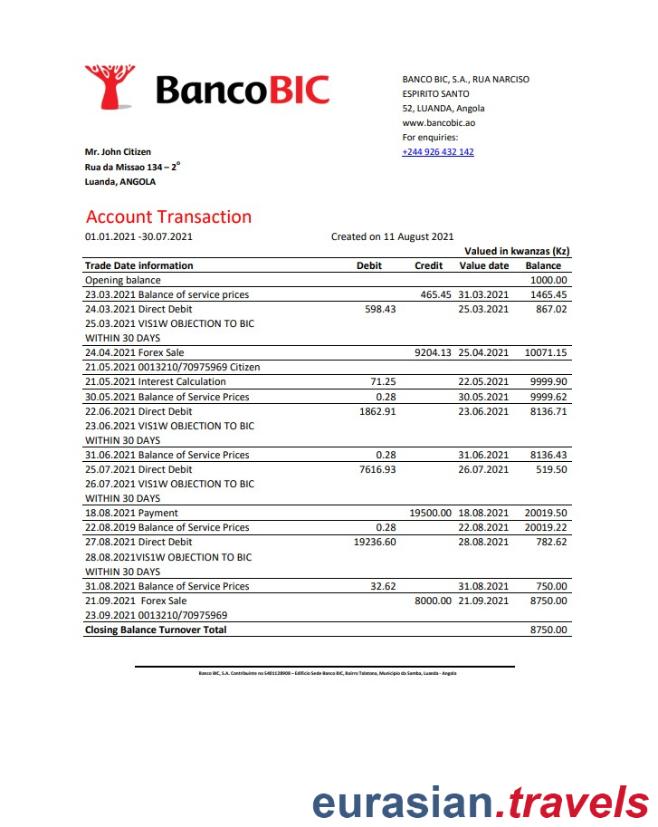 BancoBIC
BANCO BIC, S.A., RUA NARCISO
ESPIRITO SANTO
52, LUANDA, Angola
www.bancobic.ao
For enquiries:
+244 926 432 142
Mr. John Citizen
Rua da Missao 134 – 2°
Luanda, ANGOLA
Account Transaction
01.01.2021 -30.07.2021 Created on 11 August 2021
Valued in kwanzas (Kz)
Trade Date information Debit Credit Value date Balance
Opening balance 1000.00
23.03.2021 Balance of service prices 465.45 31.03.2021 1465.45
24.03.2021 Direct Debit 598.43 25.03.2021 867.02
25.03.2021 VIS1W OBJECTION TO BIC
WITHIN 30 DAYS
24.04.2021 Forex Sale 9204.13 25.04.2021 10071.15
21.05.2021 0013210/70975969 Citizen
21.05.2021 Interest Calculation 71.25 22.05.2021 9999.90
30.05.2021 Balance of Service Prices 0.28 30.05.2021 9999.62
22.06.2021 Direct Debit 1862.91 23.06.2021 8136.71
23.06.2021 VIS1W OBJECTION TO BIC
WITHIN 30 DAYS
31.06.2021 Balance of Service Prices 0.28 31.06.2021 8136.43
25.07.2021 Direct Debit 7616.93 26.07.2021 519.50
26.07.2021 VIS1W OBJECTION TO BIC
WITHIN 30 DAYS
18.08.2021 Payment 19500.00 18.08.2021 20019.50
22.08.2019 Balance of Service Prices 0.28 22.08.2021 20019.22
27.08.2021 Direct Debit 19236.60 28.08.2021 782.62
28.08.2021VIS1W OBJECTION TO BIC
WITHIN 30 DAYS
31.08.2021 Balance of Service Prices 32.62 31.08.2021 750.00
21.09.2021 Forex Sale 8000.00 21.09.2021 8750.00
23.09.2021 0013210/70975969
Closing Balance Turnover Total 8750.00
Banco BIC, S.A. Contribuinte no 5401128908 – Edifício Sede Banco BIC, Bairro Talatona, Município da Samba, Luanda - Angola
eurasian.travels